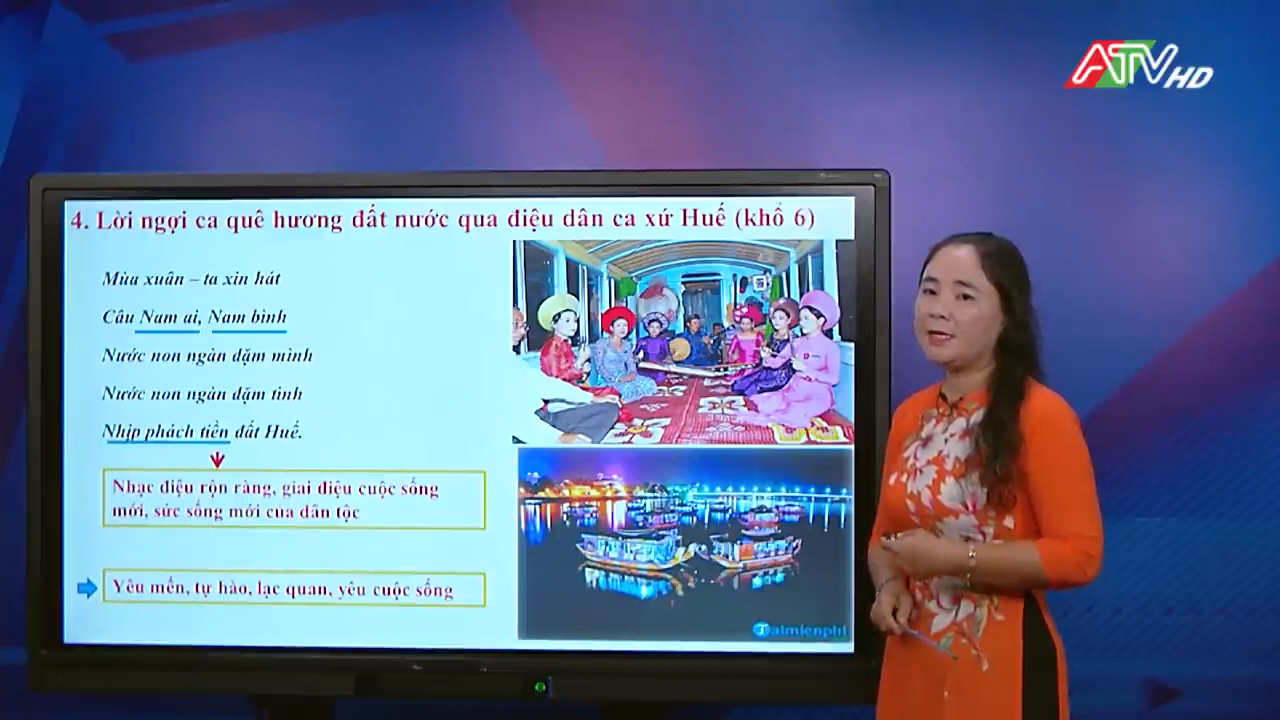 ATV HD
4. Lời ngợi ca quê hương đất nước qua điệu dân ca xứ Huế (khổ 6)
Mùa xuân – ta xin hát
Câu Nam ai, Nam bình
Nước non ngàn dặm mình
Nước non ngàn dặm tình
Nhịp phách tiền đất Huế.
Nhạc điệu rộn ràng, giai điệu cuộc sống
mới, sức sống mới của dân tộc
Yêu mến, tự hào, lạc quan, yêu cuộc sống
Taimienphi